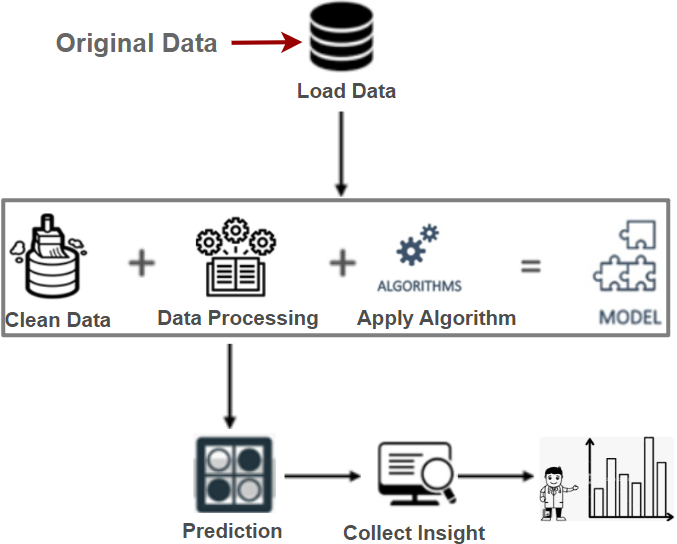 Original Data
Load Data
+ + =
ALGORITHMS
MODEL
Clean Data
Data Processing
Apply Algorithm
Prediction
Collect Insight